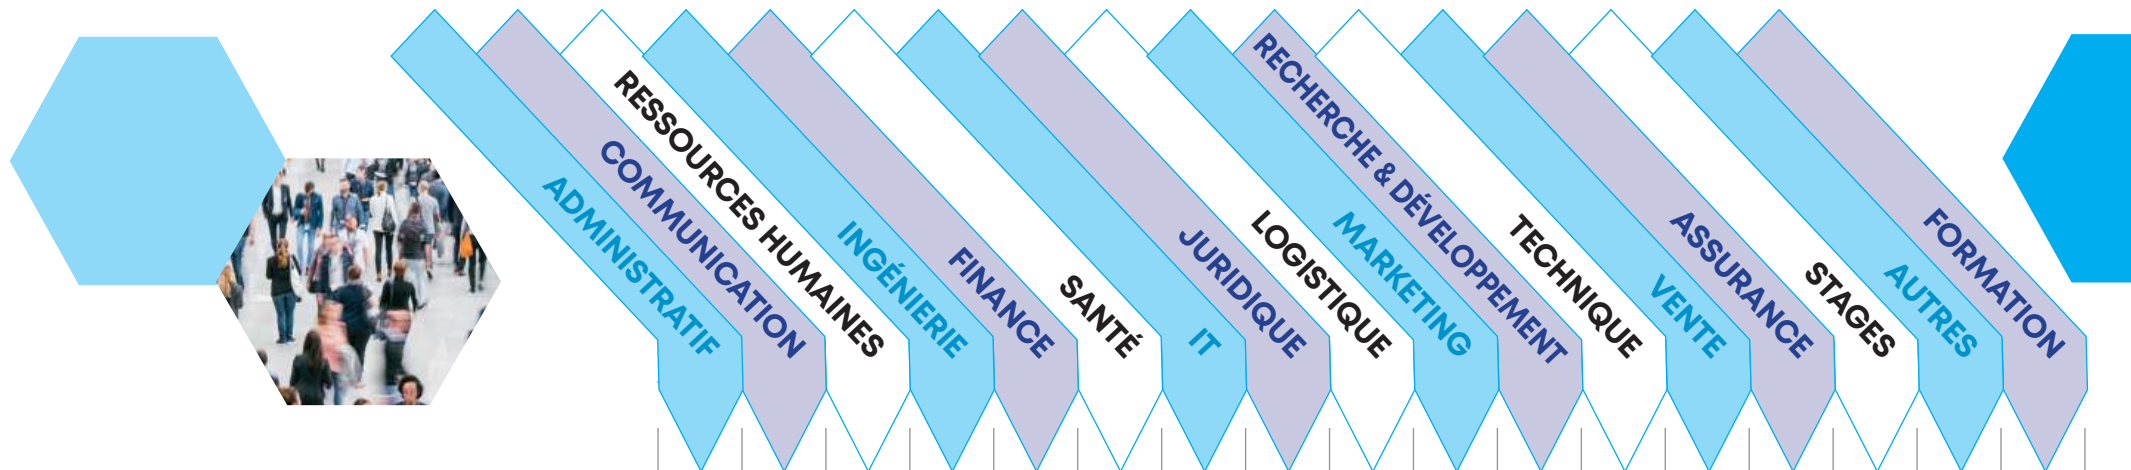 ADMINISTRATIF
COMMUNICATION
RESSOURCES HUMAINES
INGÉNIERIE
FINANCE
SANTÉ
IT
JURIDIQUE
LOGISTIQUE
MARKETING
RECHERCHE & DÉVELOPPEMENT
TECHNIQUE
VENTE
ASSURANCE
STAGES
AUTRES
FORMATION